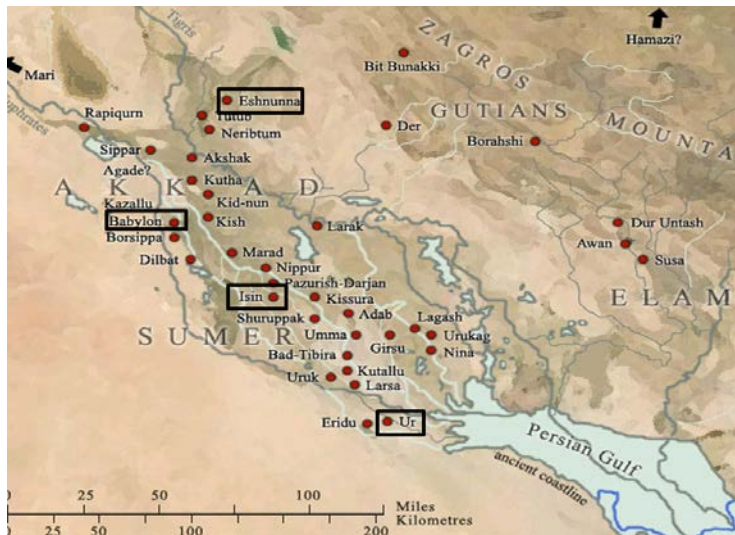 Hamazi?
Mari
ZAGROS
Bit Bunakki
Tigris
GUTIANS
MOUNTA
Eshnunna
Tutub
Neribtum
Rapiqurn
Der
Borahshi
Euphrates
Sippar
Akshak
Agade?
Kutha
AKKAD
Kid-nun
Kazallu
Babylon
Kish
Larak
Dur Untash
Borsippa
Awan
Dilbat
Marad
Nippur
Susa
Pazurish-Darjan
Isin
Kissura
ELAM
Shuruppak
Adab
Lagash
SUMER
Umma
Girsu
Urukag
Bad-Tibira
Nina
Uruk
Kutallu
Larsa
Eridu
Ur
Persian Gulf
ancient coastline
0 25 50 100
Miles
Kilometres
0 25 50 100 200